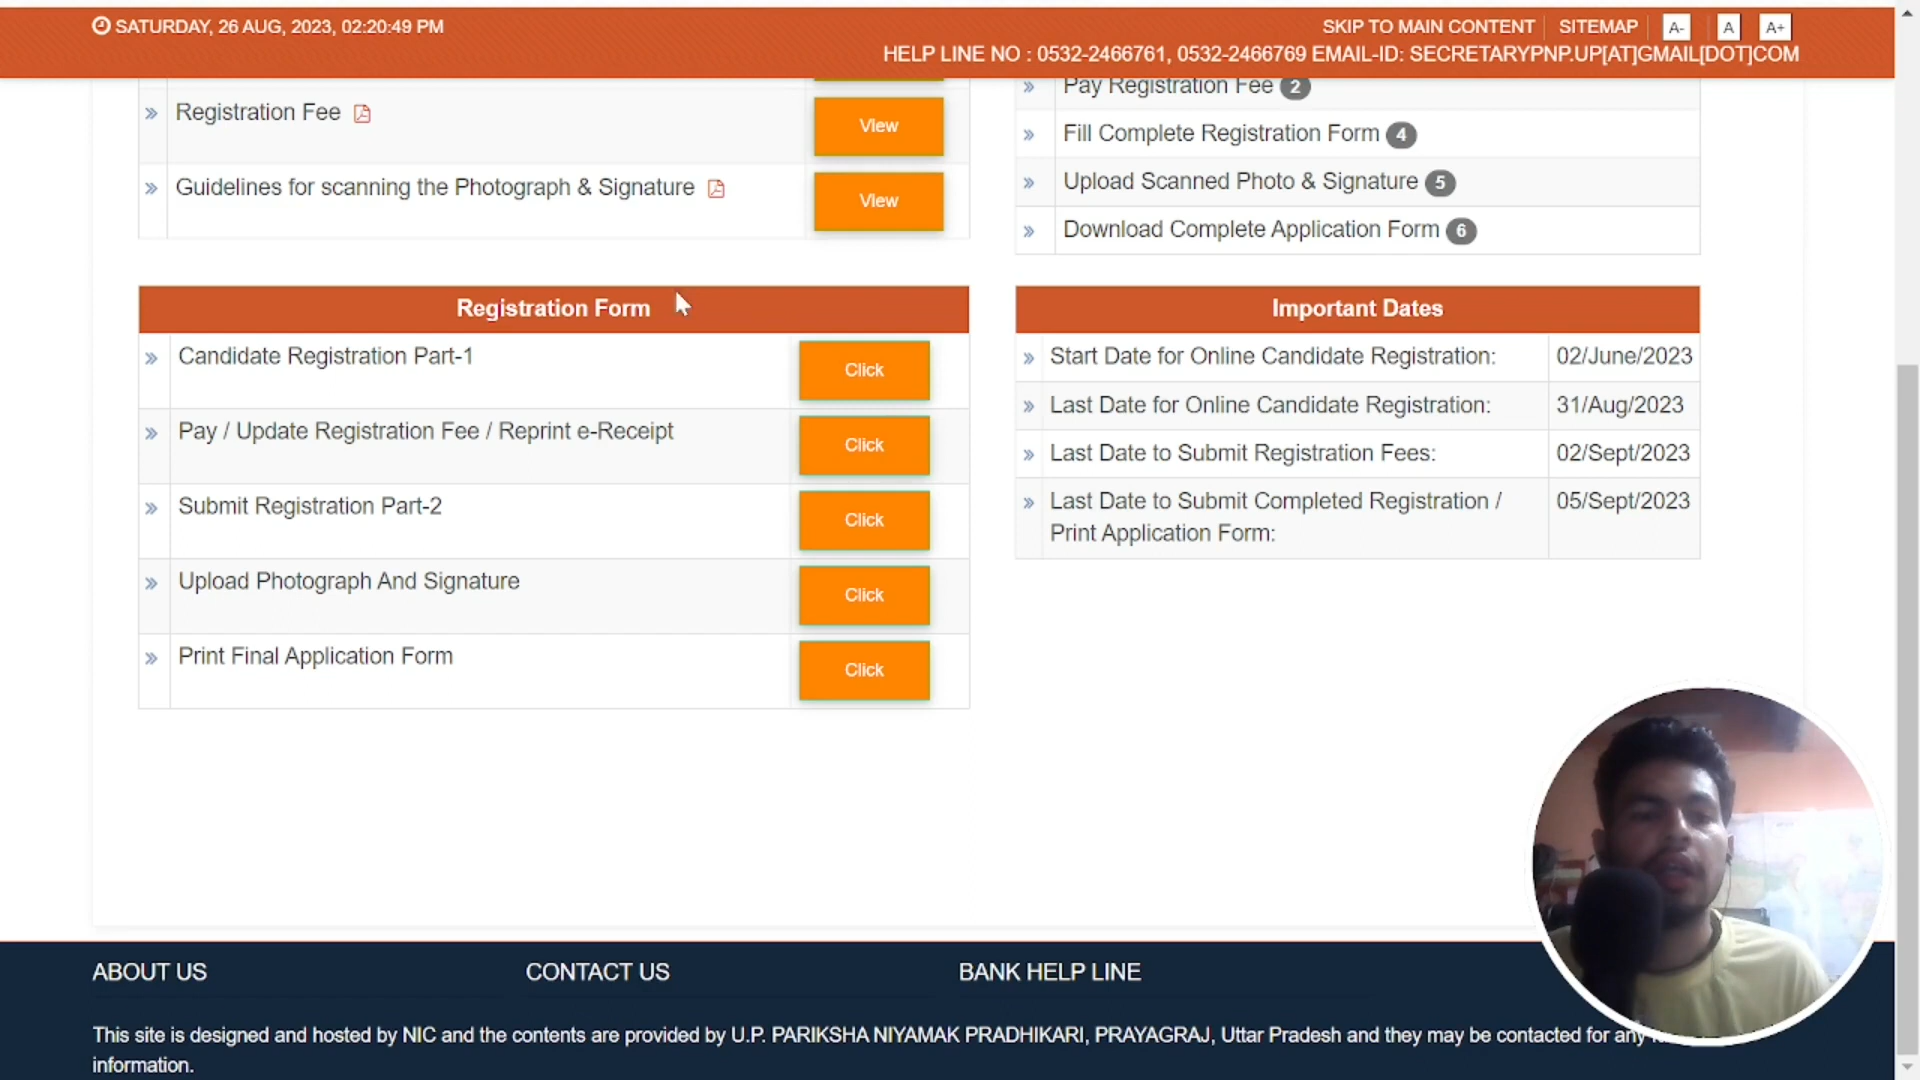 SATURDAY, 26 AUG, 2023, 02:20:49 PM
SKIP TO MAIN CONTENT SITEMAP A- A A+
HELP LINE NO : 0532-2466761, 0532-2466769 EMAIL-ID: SECRETARYPNP.UP[AT]GMAIL[DOT]COM
Registration Fee View
Guidelines for scanning the Photograph & Signature View
Pay Registration Fee 2
Fill Complete Registration Form 4
Upload Scanned Photo & Signature 5
Download Complete Application Form 6
Registration Form
Candidate Registration Part-1 Click
Pay / Update Registration Fee / Reprint e-Receipt Click
Submit Registration Part-2 Click
Upload Photograph And Signature Click
Print Final Application Form Click
Important Dates
Start Date for Online Candidate Registration: 02/June/2023
Last Date for Online Candidate Registration: 31/Aug/2023
Last Date to Submit Registration Fees: 02/Sept/2023
Last Date to Submit Completed Registration / 05/Sept/2023
Print Application Form:
ABOUT US CONTACT US BANK HELP LINE
This site is designed and hosted by NIC and the contents are provided by U.P. PARIKSHA NIYAMAK PRADHIKARI, PRAYAGRAJ, Uttar Pradesh and they may be contacted for any
information.